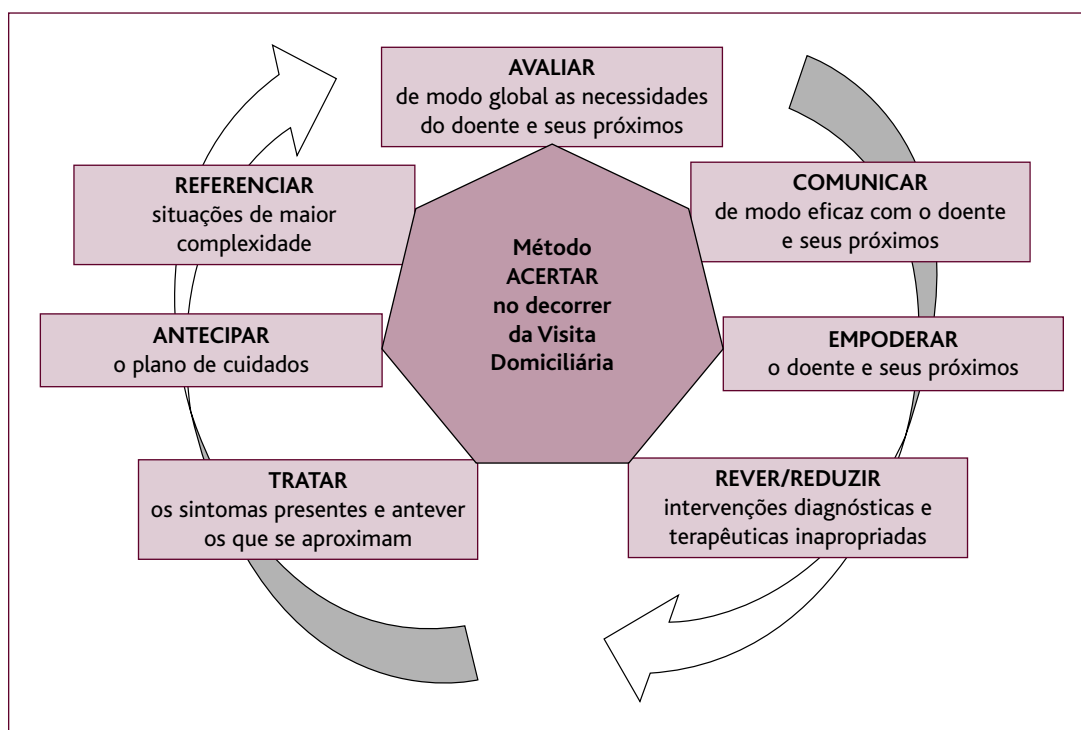 AVALIAR
de modo global as necessidades
do doente e seus próximos
COMUNICAR
de modo eficaz com o doente
e seus próximos
EMPODERAR
o doente e seus próximos
REVER/REDUZIR
intervenções diagnósticas e
terapêuticas inapropriadas
TRATAR
os sintomas presentes e antever
os que se aproximam
ANTECIPAR
o plano de cuidados
REFERENCIAR
situações de maior
complexidade
Método
ACERTAR
no decorrer
da Visita
Domiciliária